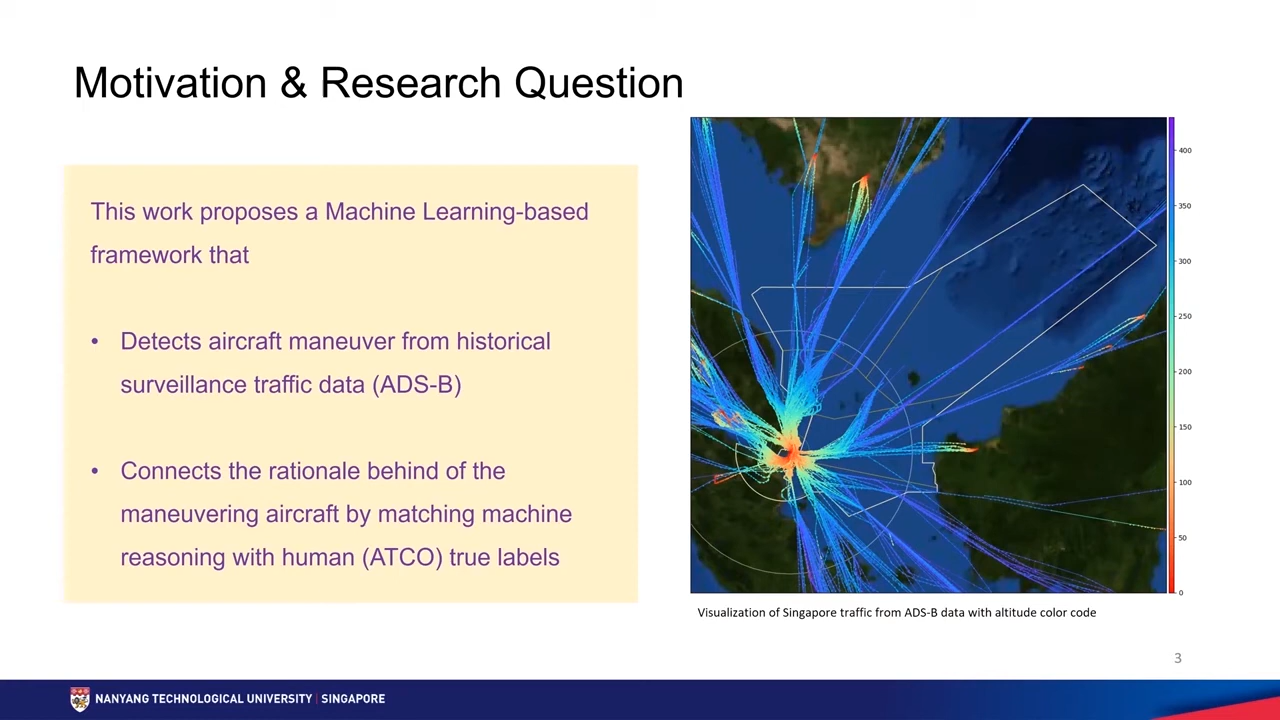 Motivation & Research Question
This work proposes a Machine Learning-based
framework that
• Detects aircraft maneuver from historical
surveillance traffic data (ADS-B)
• Connects the rationale behind of the
maneuvering aircraft by matching machine
reasoning with human (ATCO) true labels
400
350
300
250
200
150
100
50
0
Visualization of Singapore traffic from ADS-B data with altitude color code
3
NANYANG TECHNOLOGICAL UNIVERSITY | SINGAPORE